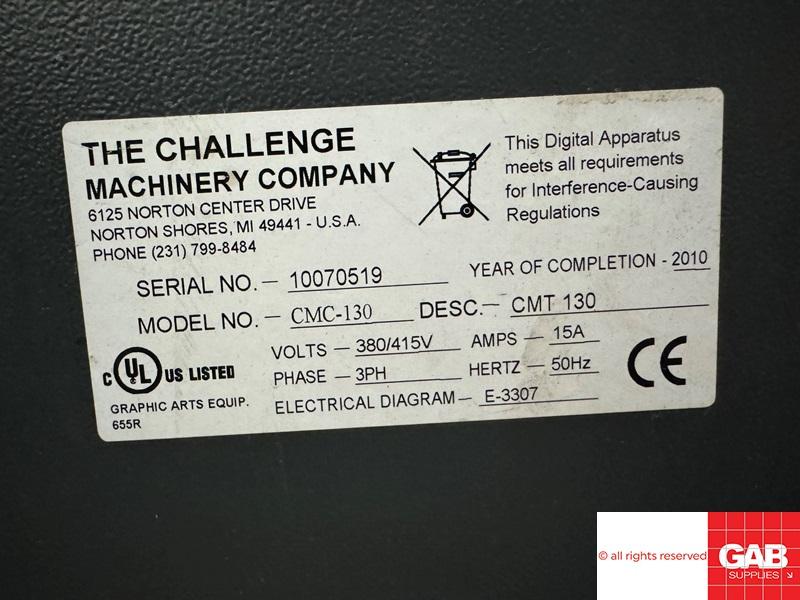 THE CHALLENGE
MACHINERY COMPANY
6125 NORTON CENTER DRIVE
NORTON SHORES, MI 49441 - U.S.A.
PHONE (231) 799-8484
This Digital Apparatus
meets all requirements
for Interference-Causing
Regulations
SERIAL NO. – 10070519
YEAR OF COMPLETION - 2010
MODEL NO. – CMC-130
DESC. – CMT 130
VOLTS – 380/415V
AMPS – 15A
PHASE – 3PH
HERTZ – 50Hz
ELECTRICAL DIAGRAM – E-3307
C UL US LISTED
GRAPHIC ARTS EQUIP.
655R
CE
© all rights reserved
GAB
SUPPLIES